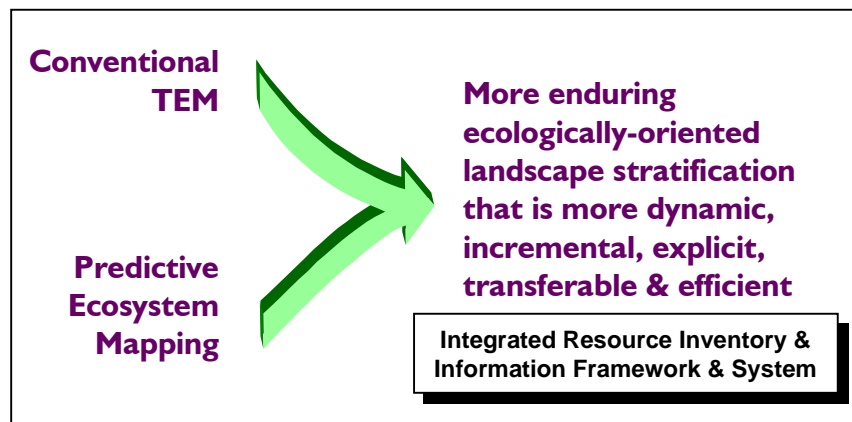 Conventional
TEM
Predictive
Ecosystem
Mapping
More enduring
ecologically-oriented
landscape stratification
that is more dynamic,
incremental, explicit,
transferable & efficient
Integrated Resource Inventory &
Information Framework & System